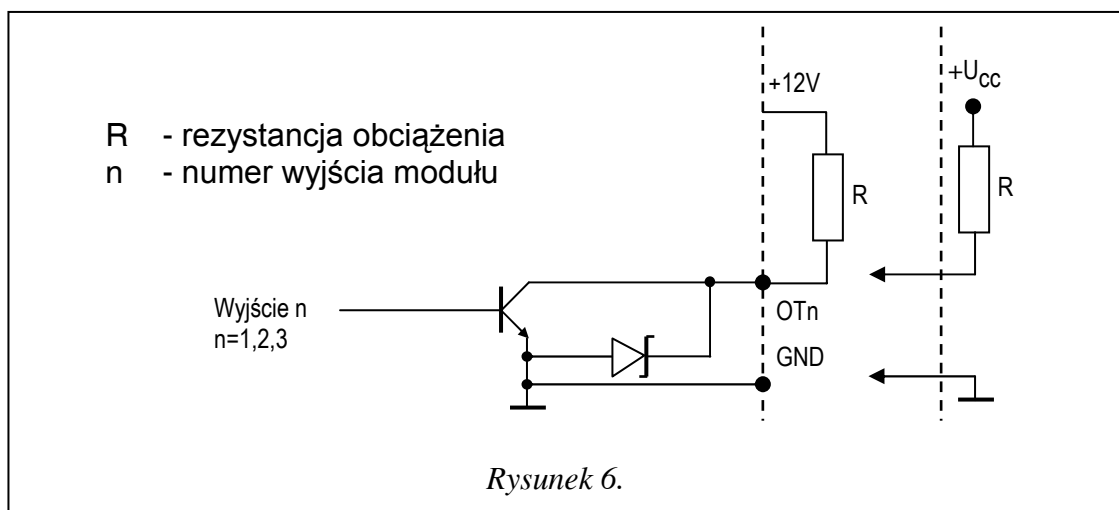 +12V
+Ucc
R - rezystancja obciążenia
n - numer wyjścia modułu
R
R
Wyjście n
n=1,2,3
OTn
GND
Rysunek 6.